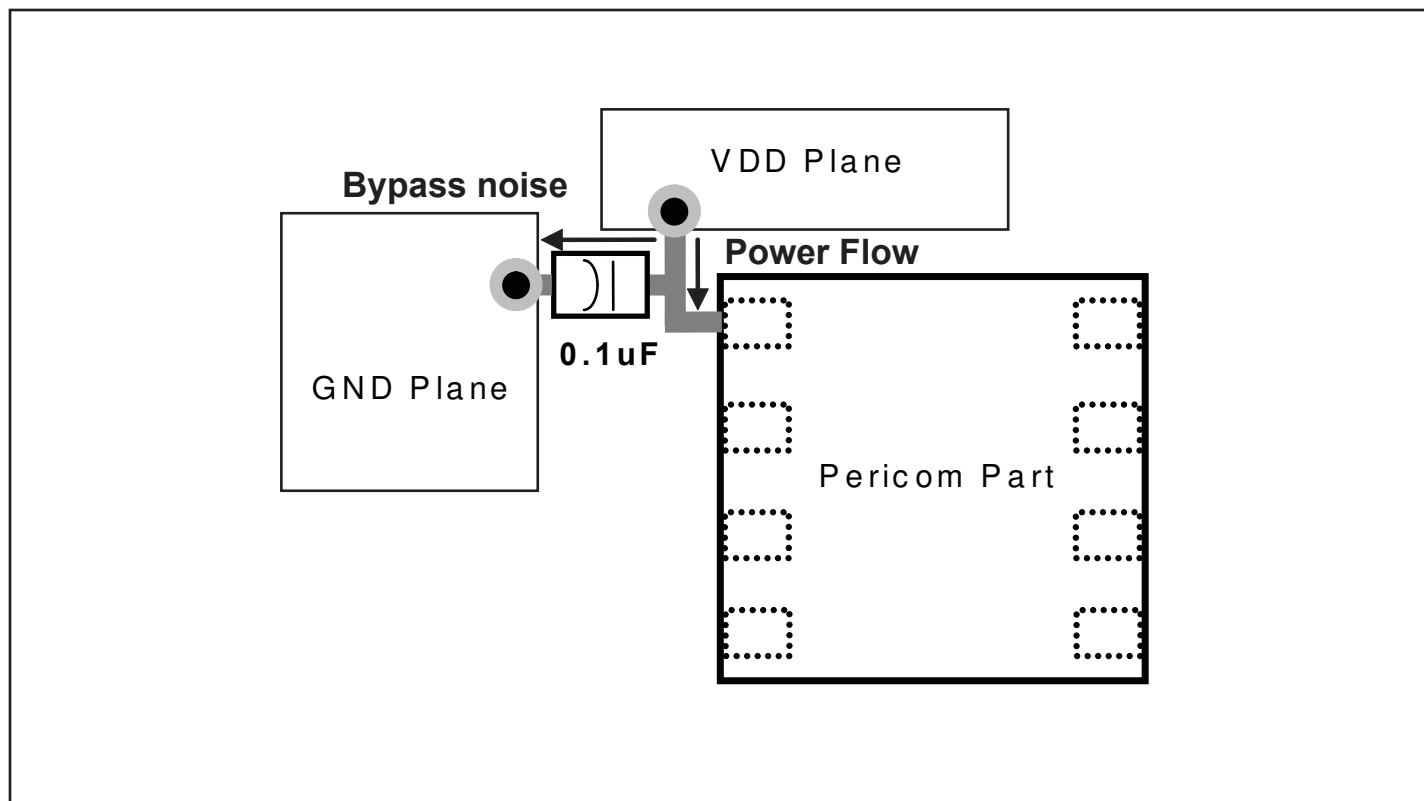 VDD Plane
Bypass noise
Power Flow
0.1uF
GND Plane
Pericom Part